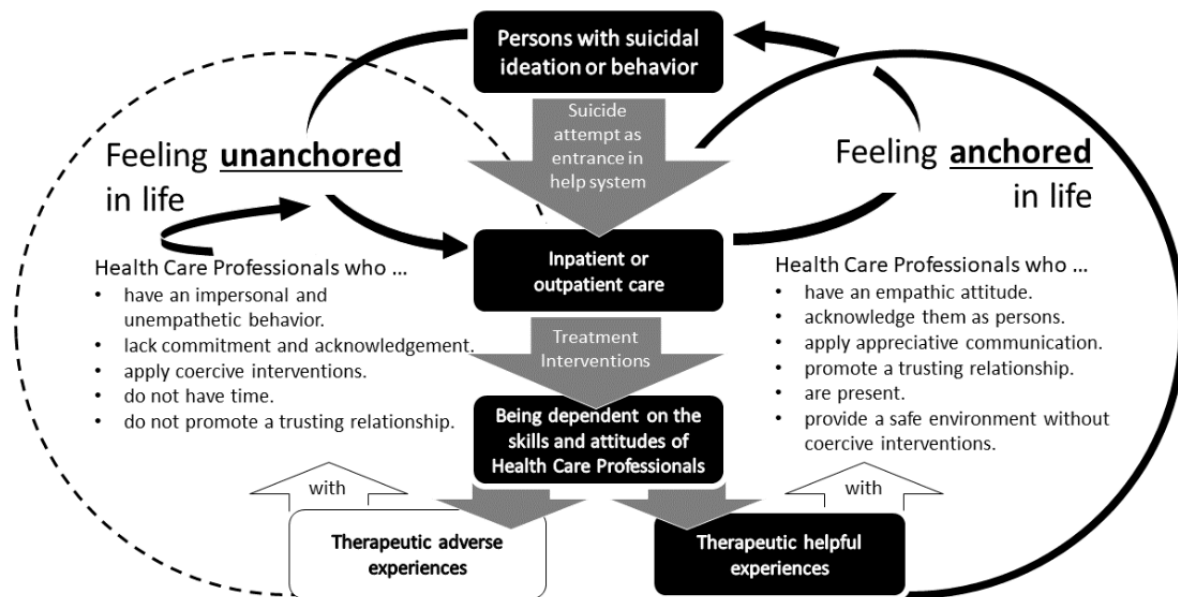 Persons with suicidal
ideation or behavior
Suicide
attempt as
entrance in
help system
Feeling unanchored
in life
Feeling anchored
in life
Inpatient or
outpatient care
Health Care Professionals who ...
• have an impersonal and
unempathetic behavior.
• lack commitment and acknowledgement.
• apply coercive interventions.
• do not have time.
• do not promote a trusting relationship.
Health Care Professionals who ...
• have an empathic attitude.
• acknowledge them as persons.
• apply appreciative communication.
• promote a trusting relationship.
• are present.
• provide a safe environment without
coercive interventions.
Treatment
Interventions
Being dependent on the
skills and attitudes of
Health Care Professionals
with
with
Therapeutic adverse
experiences
Therapeutic helpful
experiences